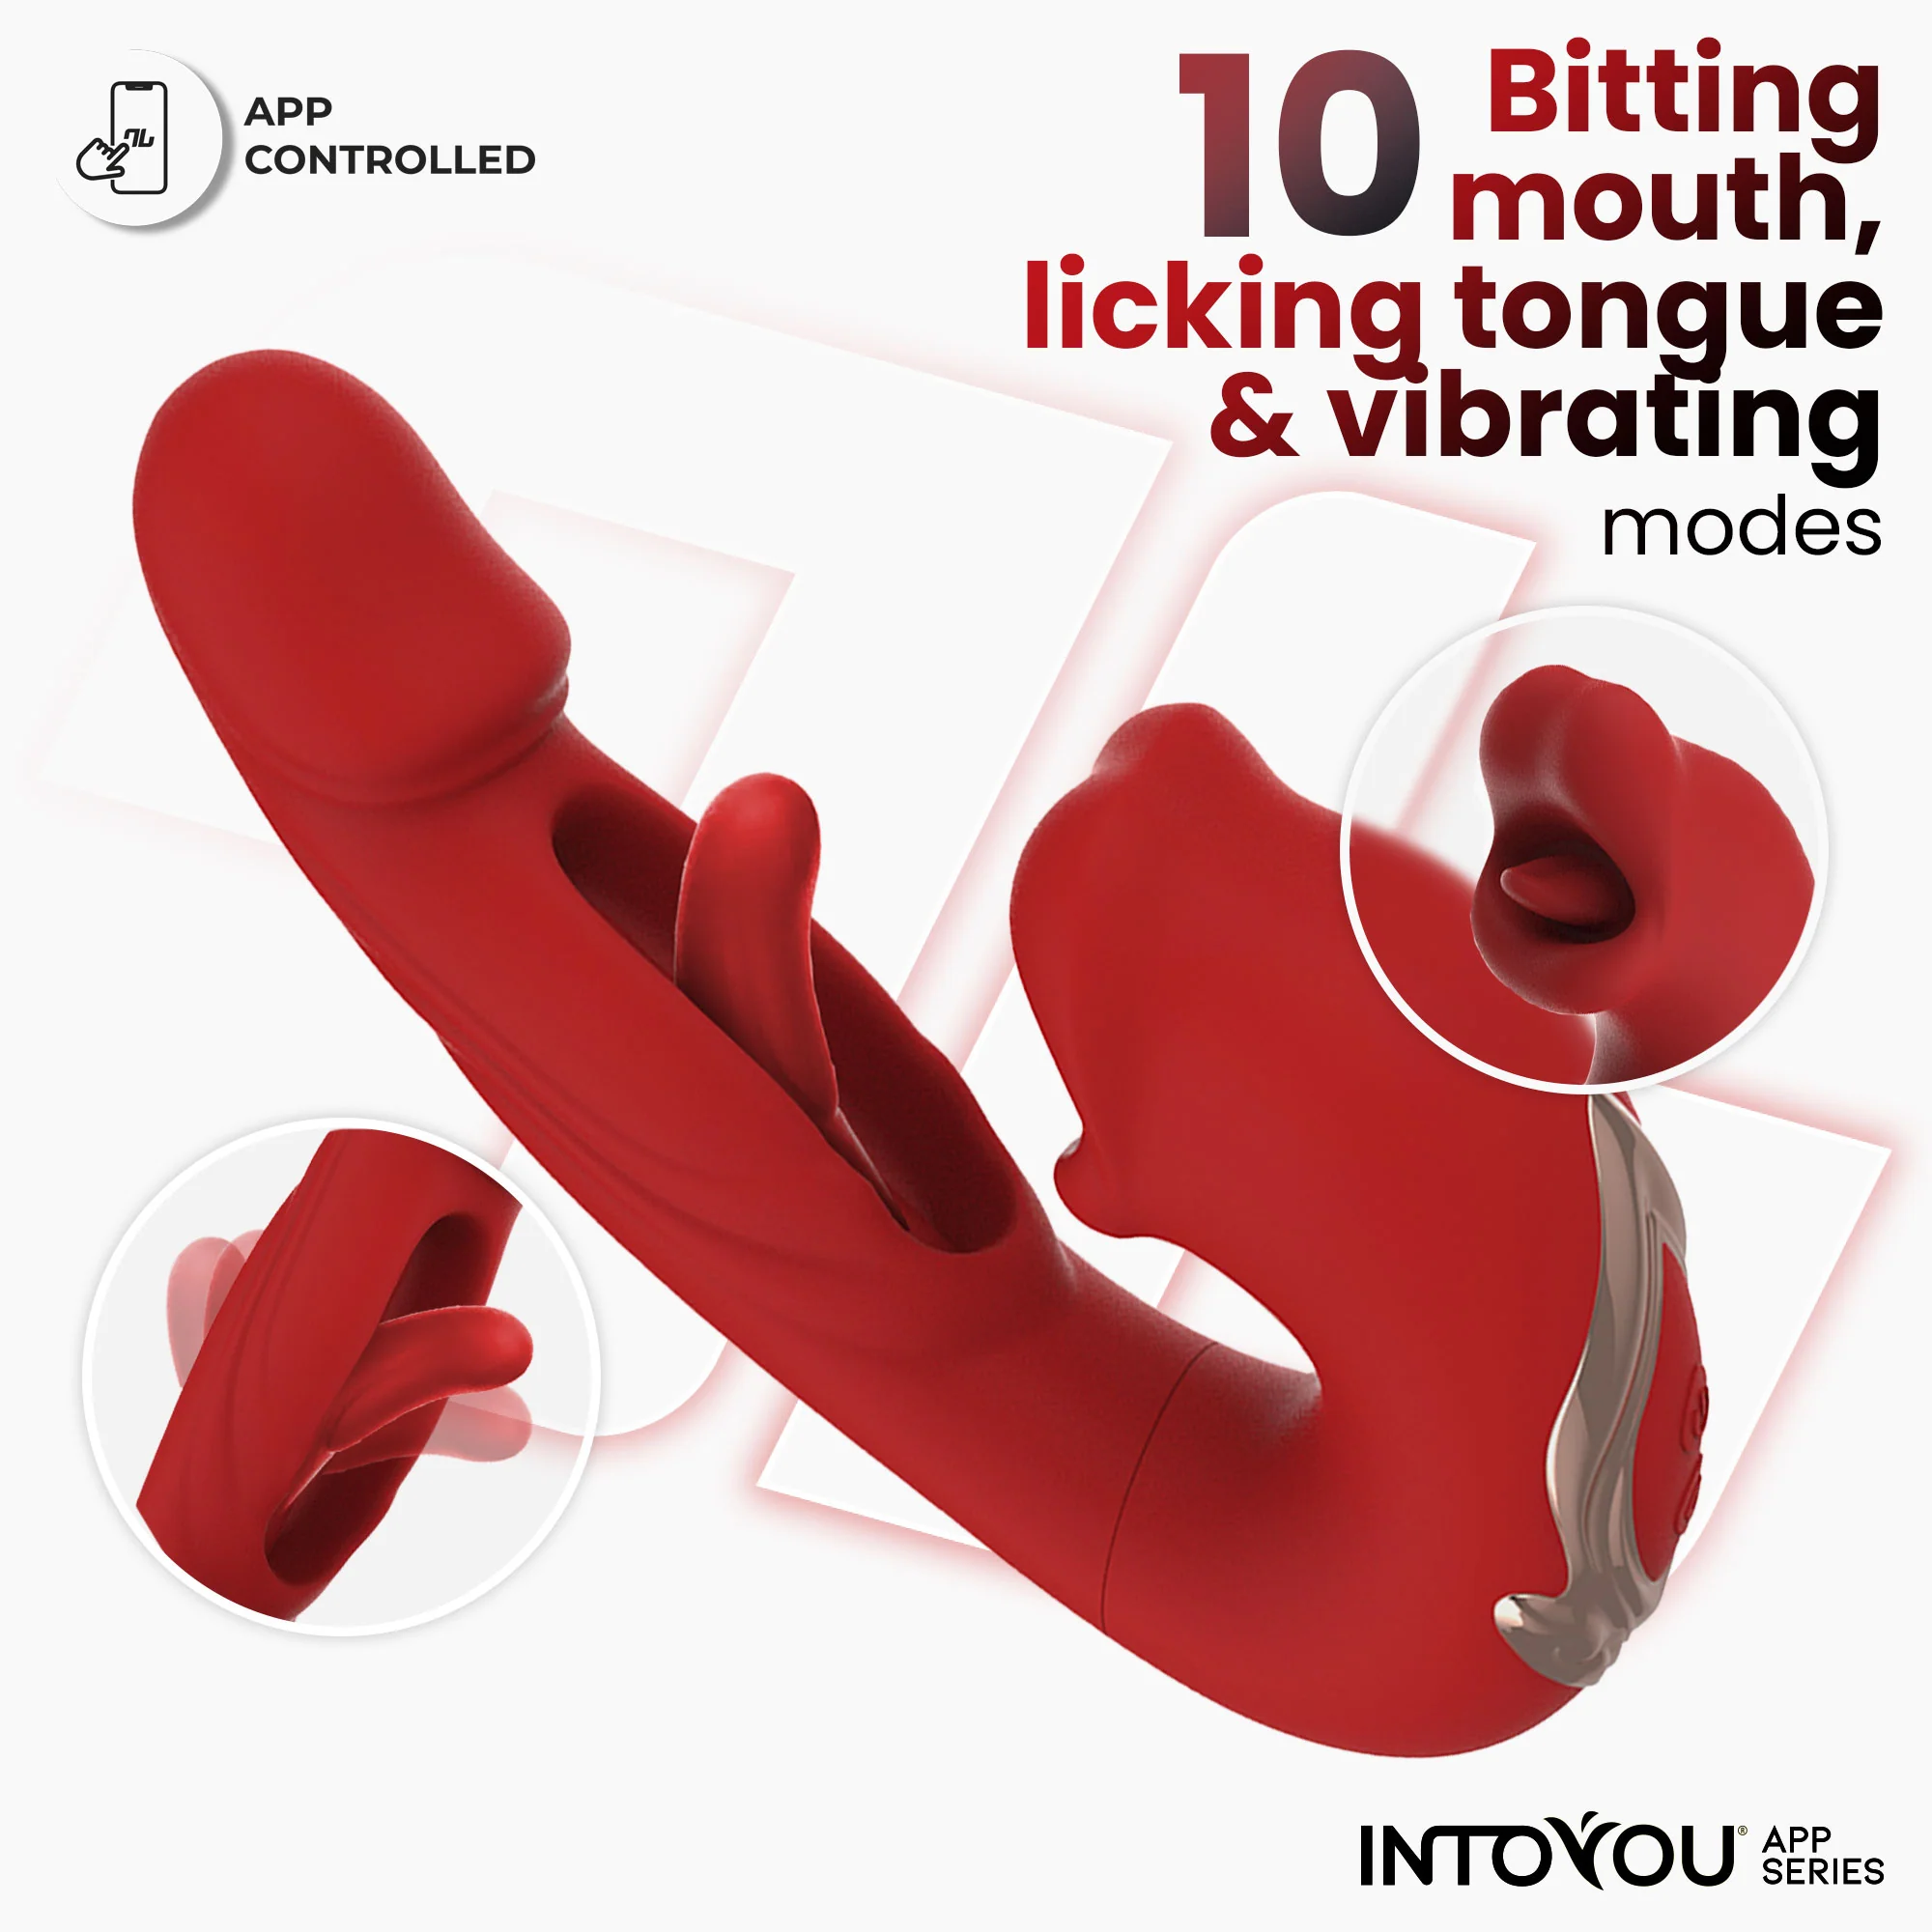 APP
CONTROLLED
10 Bitting
mouth,
licking tongue
& vibrating
modes
INTOYOU® APP
SERIES